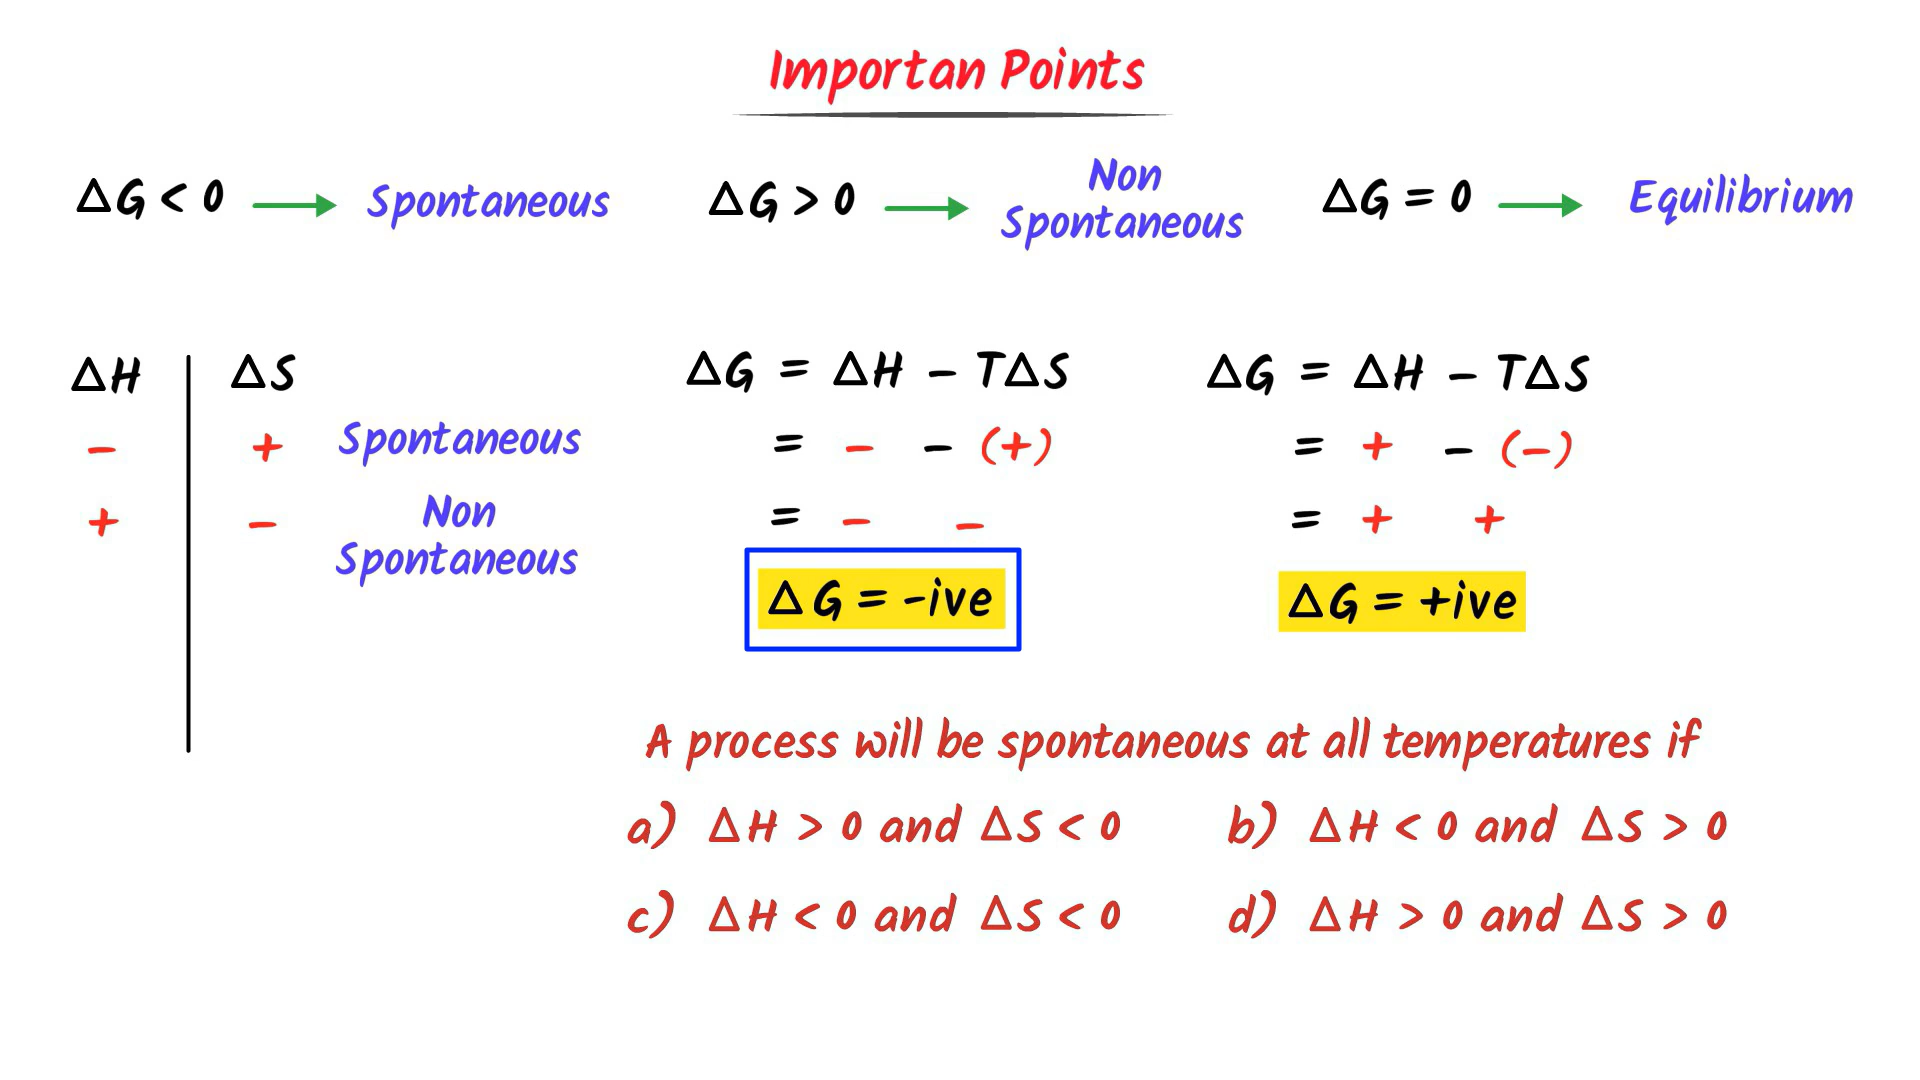 Importan Points
ΔG < 0 → Spontaneous
ΔG > 0 → Non Spontaneous
ΔG = 0 → Equilibrium
ΔH ΔS
- + Spontaneous
+ - Non Spontaneous
ΔG = ΔH - TΔS
= - - (+)
= - -
ΔG = -ive
ΔG = ΔH - TΔS
= + - (-)
= + +
ΔG = +ive
A process will be spontaneous at all temperatures if
a) ΔH > 0 and ΔS < 0
b) ΔH < 0 and ΔS > 0
c) ΔH < 0 and ΔS < 0
d) ΔH > 0 and ΔS > 0